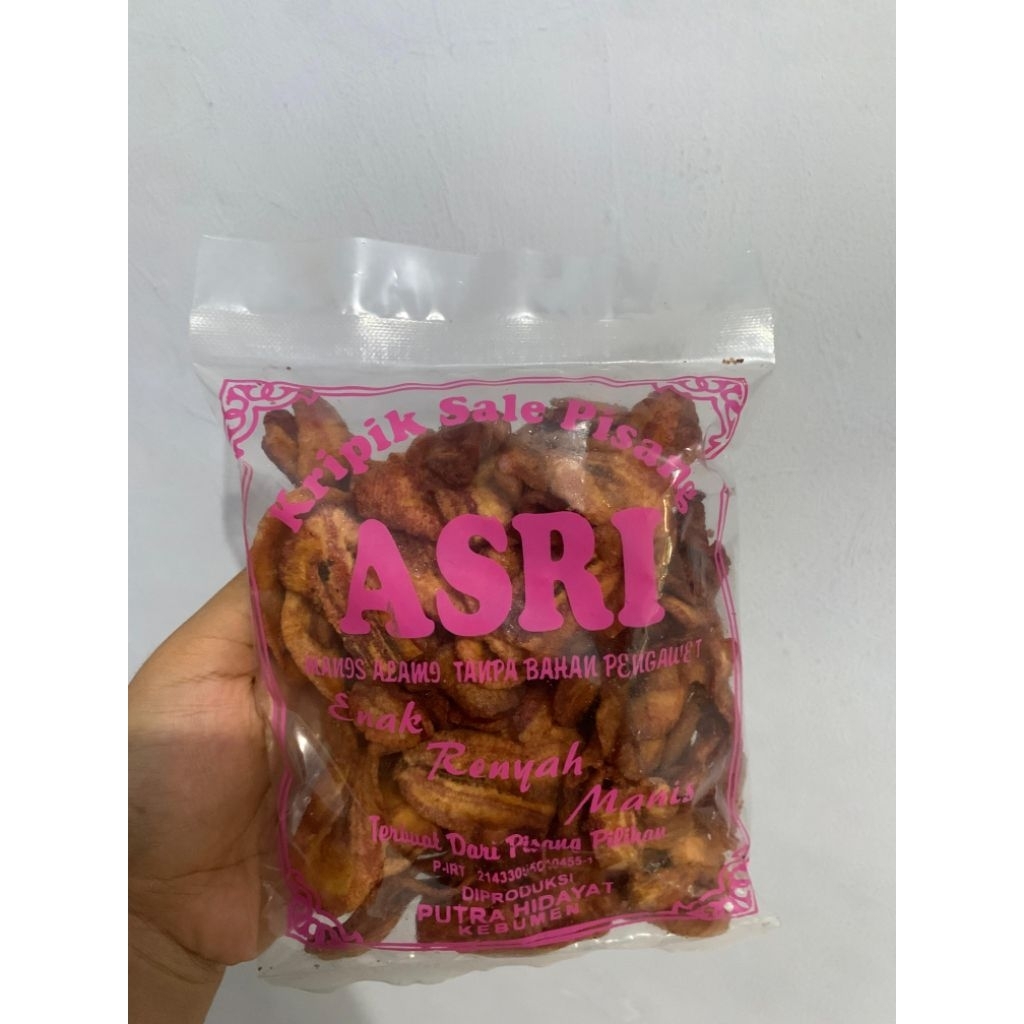 Kripik Sale Pisang
ASRI
MANIS ALAMI. TANPA BAHAN PENGAWET
Enak
Renyah
Manis
Terbuat Dari Pisang Pilihan
P-IRT
DIPRODUKSI
PUTRA HIDAYAT
KEBUMEN